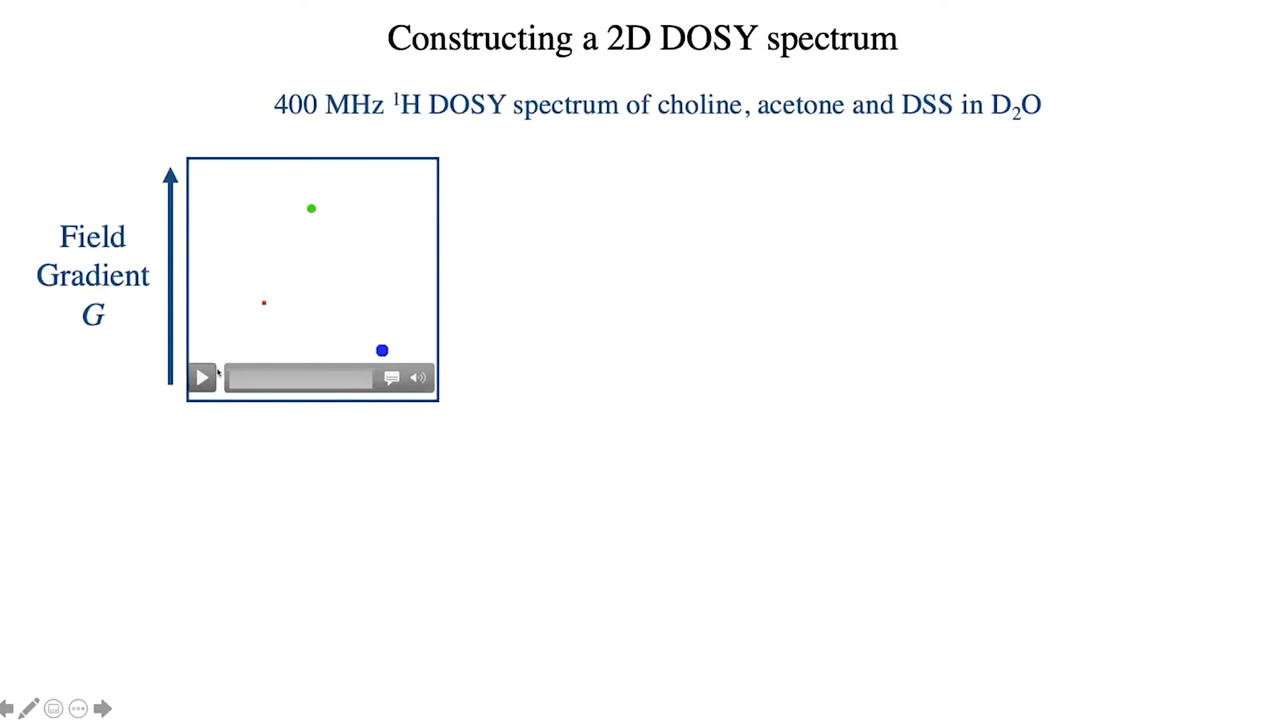 Constructing a 2D DOSY spectrum
400 MHz ¹H DOSY spectrum of choline, acetone and DSS in D₂O
Field
Gradient
G